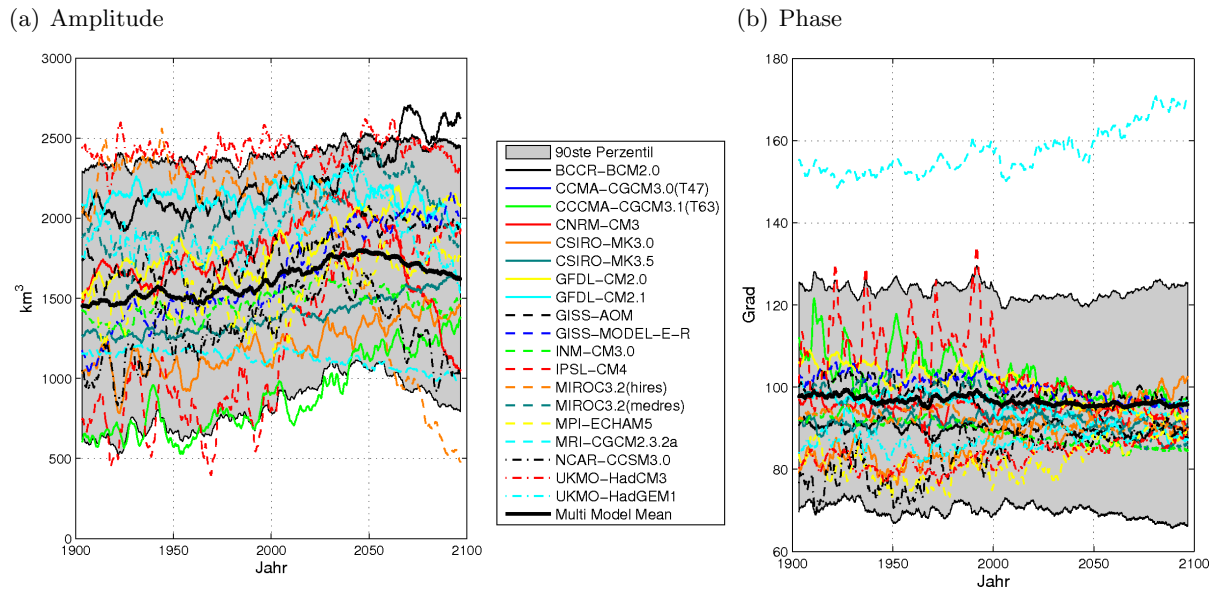 (a) Amplitude
3000
2500
2000
1500
1000
500
0
km³
1900
1950
2000
2050
2100
Jahr
90ste Perzentil
BCCR−BCM2.0
CCMA−CGCM3.0(T47)
CCCMA−CGCM3.1(T63)
CNRM−CM3
CSIRO−MK3.0
CSIRO−MK3.5
GFDL−CM2.0
GFDL−CM2.1
GISS−AOM
GISS−MODEL−E−R
INM−CM3.0
IPSL−CM4
MIROC3.2(hires)
MIROC3.2(medres)
MPI−ECHAM5
MRI−CGCM2.3.2a
NCAR−CCSM3.0
UKMO−HadCM3
UKMO−HadGEM1
Multi Model Mean
(b) Phase
180
160
140
120
100
80
60
Grad
1900
1950
2000
2050
2100
Jahr